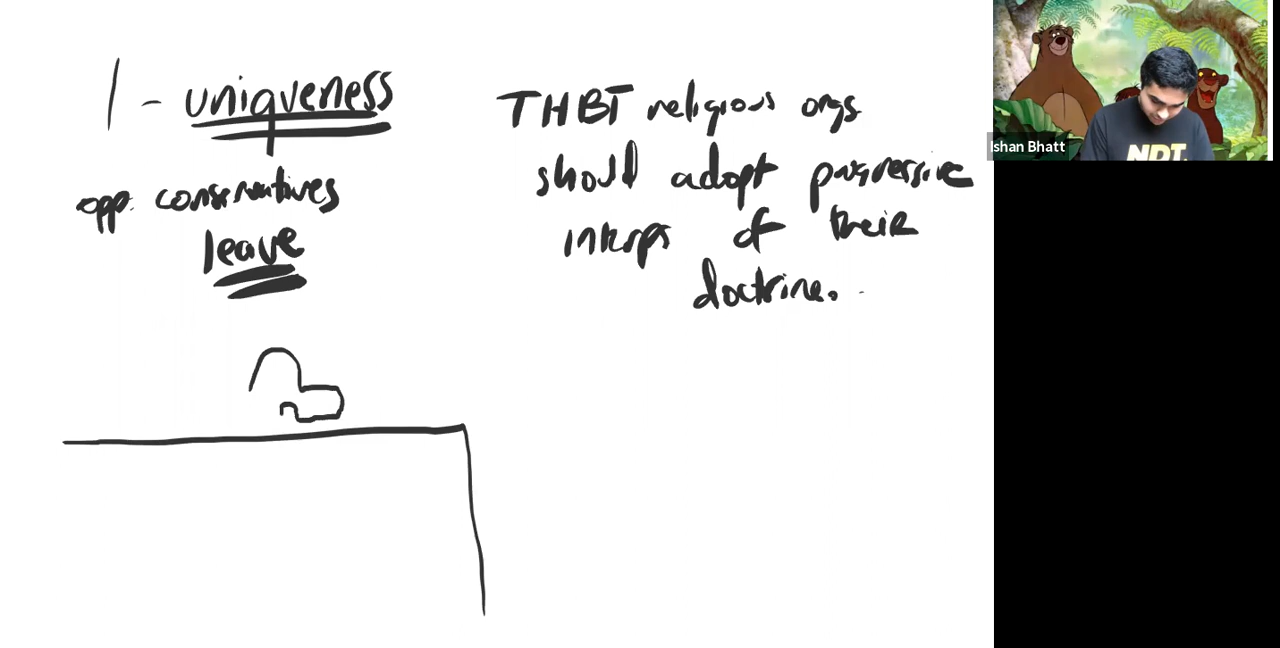 1 - uniqueness
opp: conservatives
leave
THBT religious orgs
should adopt progressive
interps of their
doctrine.
Ishan Bhatt
NDT.